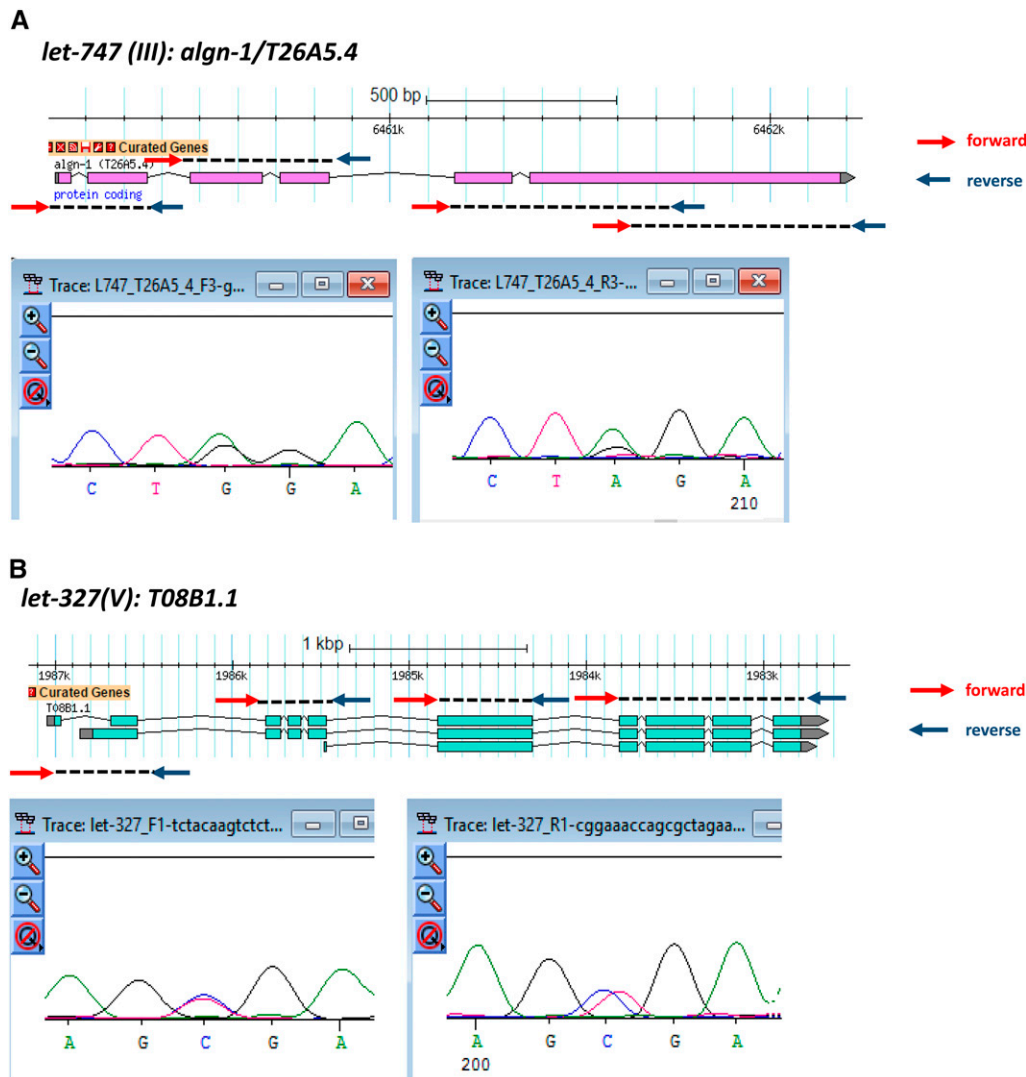 A
let-747 (III): algn-1/T26A5.4
500 bp
6461k
6462k
Curated Genes
algn-1 (T26A5.4)
protein coding
forward
reverse
Trace: L747_T26A5_4_F3-g...
Trace: L747_T26A5_4_R3-...
C T G G A
C T A G A
210
B
let-327(V): T08B1.1
1 kbp
1987k
1986k
1985k
1984k
1983k
Curated Genes
T08B1.1
forward
reverse
Trace: let-327_F1-tctacaagtctct...
Trace: let-327_R1-cggaaaccagcgctagaa...
A G C G A
A G C G A
200